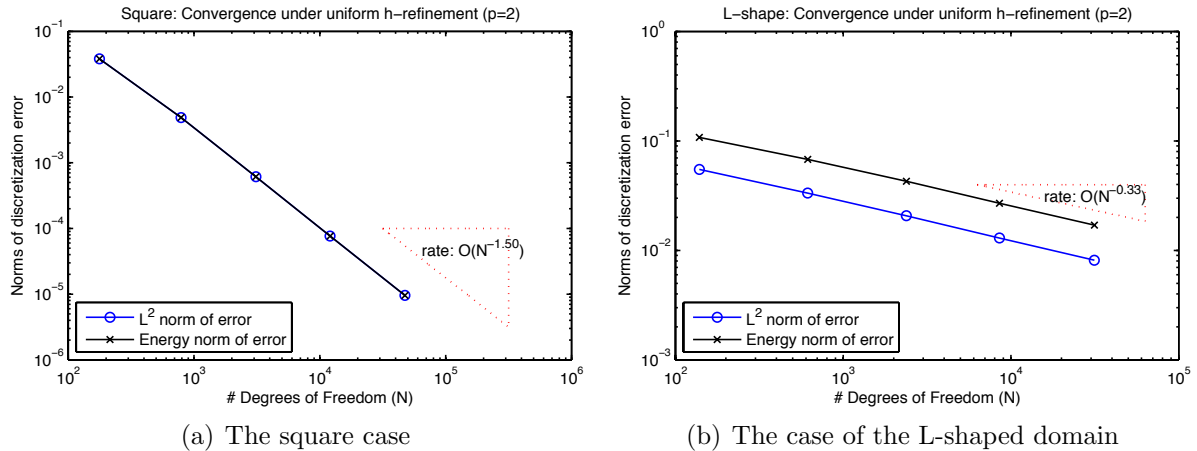 Square: Convergence under uniform h−refinement (p=2)
10^−1
10^−2
10^−3
10^−4
10^−5
10^−6
Norms of discretization error
rate: O(N^−1.50)
L^2 norm of error
Energy norm of error
10^2 10^3 10^4 10^5 10^6
# Degrees of Freedom (N)
(a) The square case
L−shape: Convergence under uniform h−refinement (p=2)
10^0
10^−1
10^−2
10^−3
Norms of discretization error
rate: O(N^−0.33)
L^2 norm of error
Energy norm of error
10^2 10^3 10^4 10^5
# Degrees of Freedom (N)
(b) The case of the L-shaped domain